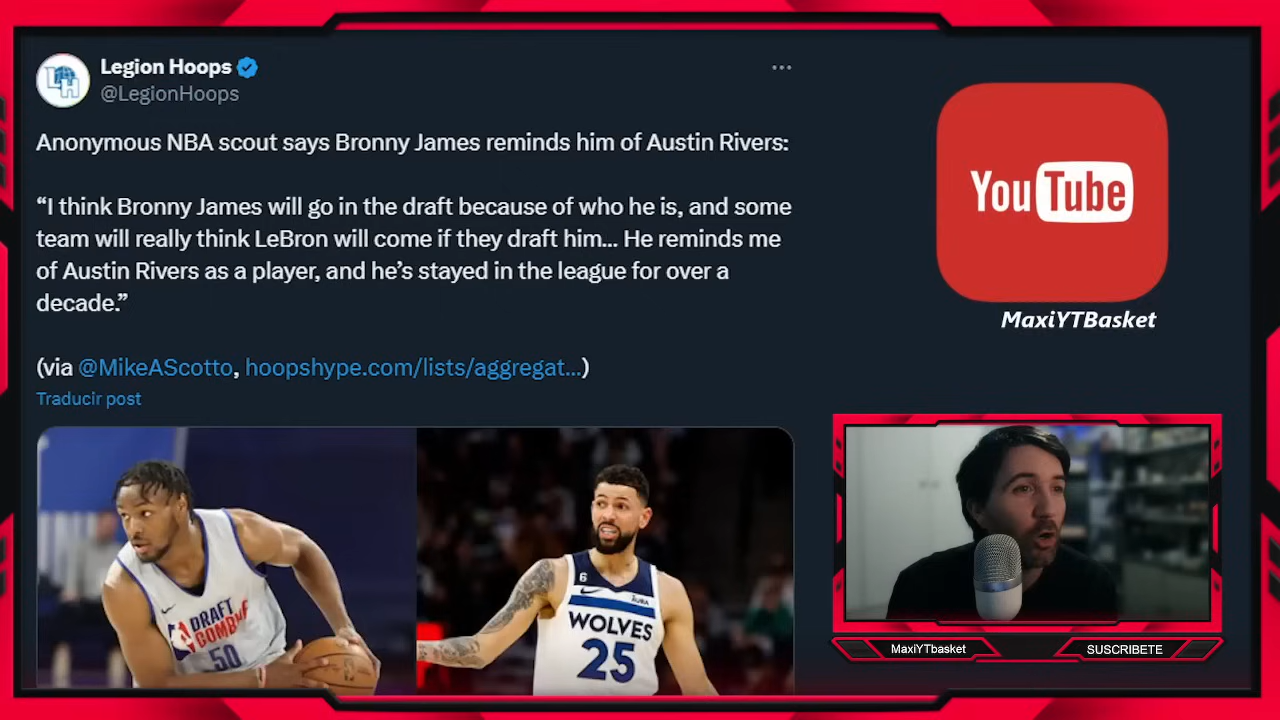 Legion Hoops
@LegionHoops
Anonymous NBA scout says Bronny James reminds him of Austin Rivers:
“I think Bronny James will go in the draft because of who he is, and some
team will really think LeBron will come if they draft him... He reminds me
of Austin Rivers as a player, and he’s stayed in the league for over a
decade.”
(via @MikeAScotto, hoopshype.com/lists/aggregat...)
Traducir post
YouTube
MaxiYTBasket
DRAFT
COMBINE
50
6
WOLVES
25
MaxiYTbasket
SUSCRIBETE